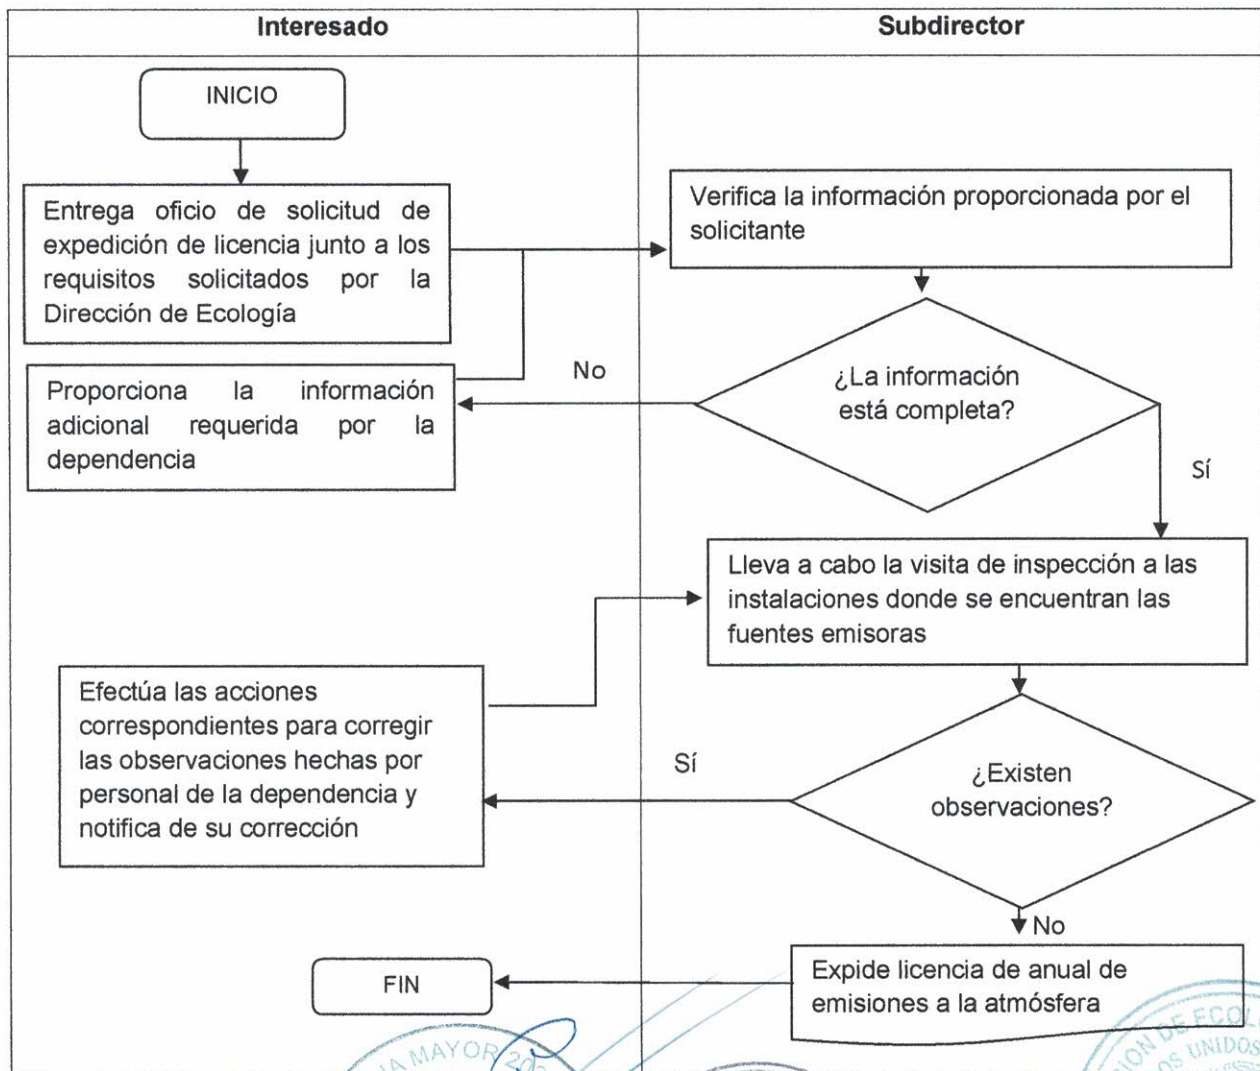 Interesado
Subdirector
INICIO
Entrega oficio de solicitud de
expedición de licencia junto a los
requisitos solicitados por la
Dirección de Ecología
Verifica la información proporcionada por el
solicitante
¿La información
está completa?
No
Proporciona la información
adicional requerida por la
dependencia
Sí
Lleva a cabo la visita de inspección a las
instalaciones donde se encuentran las
fuentes emisoras
Efectúa las acciones
correspondientes para corregir
las observaciones hechas por
personal de la dependencia y
notifica de su corrección
Sí
¿Existen
observaciones?
No
Expide licencia de anual de
emisiones a la atmósfera
FIN
MAYOR
DE ECOL
UNIDOS